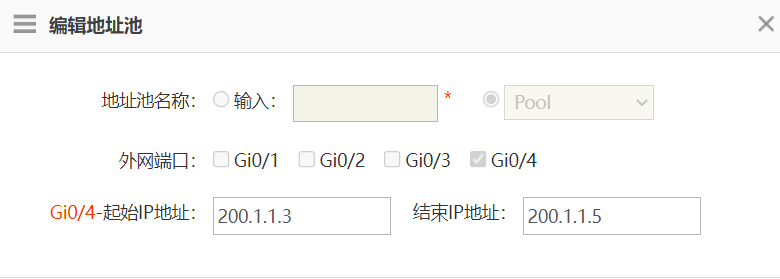 编辑地址池
地址池名称： 输入： * Pool
外网端口： Gi0/1 Gi0/2 Gi0/3 Gi0/4
Gi0/4-起始IP地址： 200.1.1.3 结束IP地址： 200.1.1.5